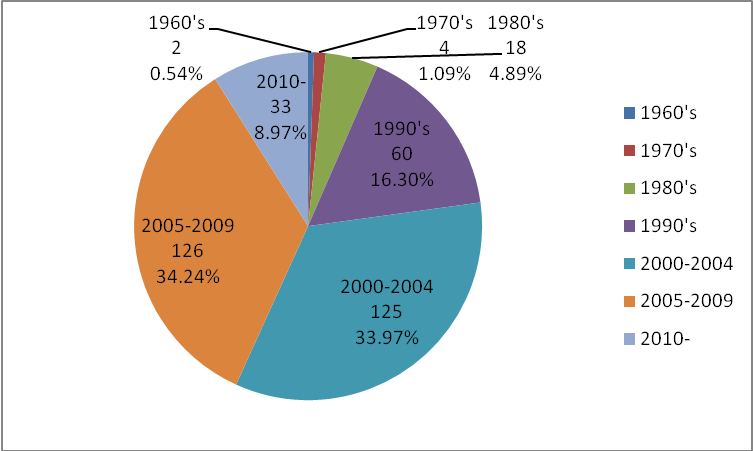 1960's
2
0.54%
1970's
4
1.09%
1980's
18
4.89%
2010-
33
8.97%
1990's
60
16.30%
2005-2009
126
34.24%
2000-2004
125
33.97%
1960's
1970's
1980's
1990's
2000-2004
2005-2009
2010-